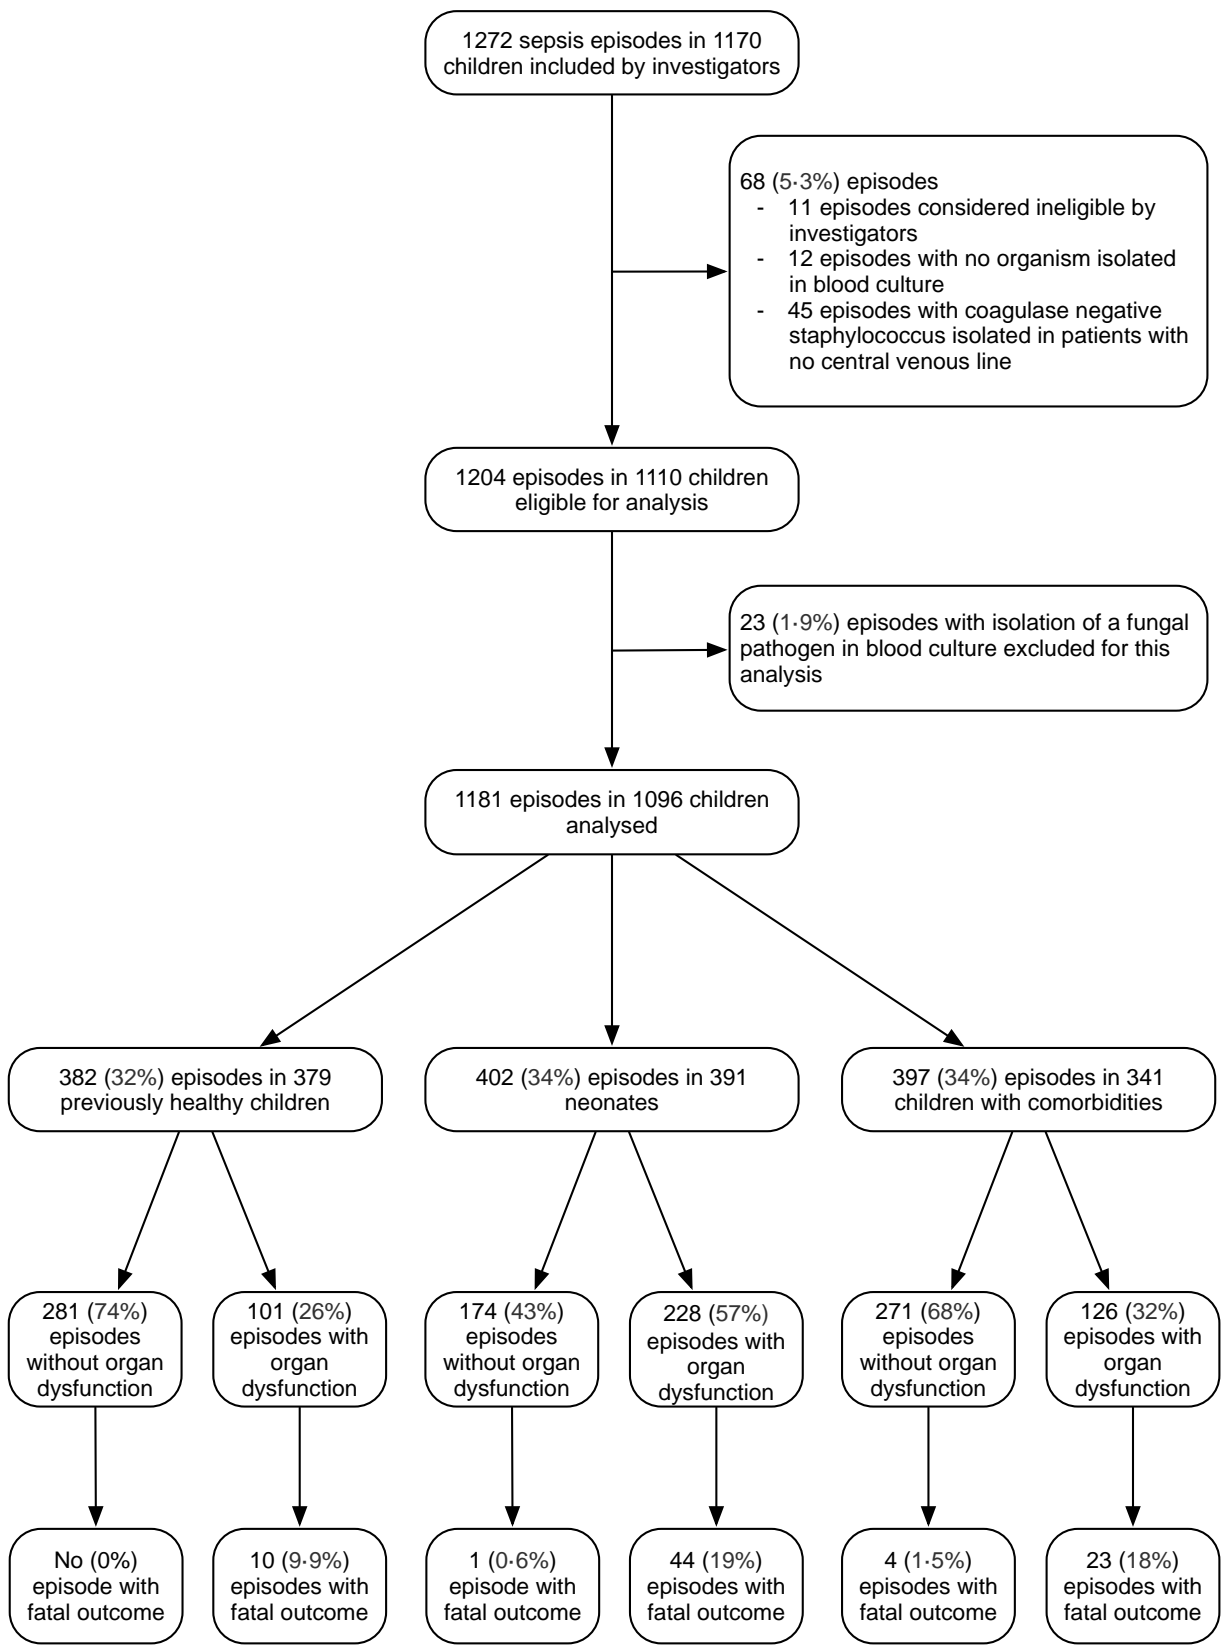 1272 sepsis episodes in 1170
children included by investigators
68 (5·3%) episodes
- 11 episodes considered ineligible by
investigators
- 12 episodes with no organism isolated
in blood culture
- 45 episodes with coagulase negative
staphylococcus isolated in patients with
no central venous line
1204 episodes in 1110 children
eligible for analysis
23 (1·9%) episodes with isolation of a fungal
pathogen in blood culture excluded for this
analysis
1181 episodes in 1096 children
analysed
382 (32%) episodes in 379
previously healthy children
402 (34%) episodes in 391
neonates
397 (34%) episodes in 341
children with comorbidities
281 (74%)
episodes
without organ
dysfunction
101 (26%)
episodes with
organ
dysfunction
174 (43%)
episodes
without organ
dysfunction
228 (57%)
episodes with
organ
dysfunction
271 (68%)
episodes
without organ
dysfunction
126 (32%)
episodes with
organ
dysfunction
No (0%)
episode with
fatal outcome
10 (9·9%)
episodes with
fatal outcome
1 (0·6%)
episode with
fatal outcome
44 (19%)
episodes with
fatal outcome
4 (1·5%)
episodes with
fatal outcome
23 (18%)
episodes with
fatal outcome